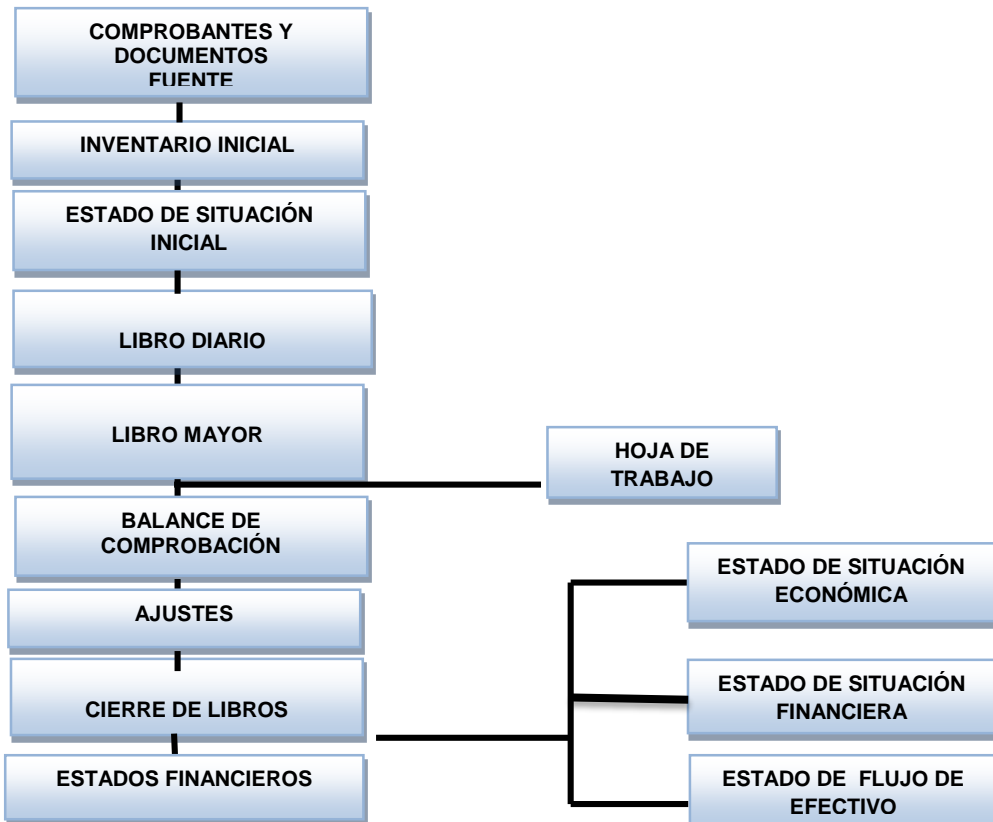 COMPROBANTES Y
DOCUMENTOS
FUENTE
INVENTARIO INICIAL
ESTADO DE SITUACIÓN
INICIAL
LIBRO DIARIO
LIBRO MAYOR
HOJA DE
TRABAJO
BALANCE DE
COMPROBACIÓN
AJUSTES
CIERRE DE LIBROS
ESTADOS FINANCIEROS
ESTADO DE SITUACIÓN
ECONÓMICA
ESTADO DE SITUACIÓN
FINANCIERA
ESTADO DE FLUJO DE
EFECTIVO